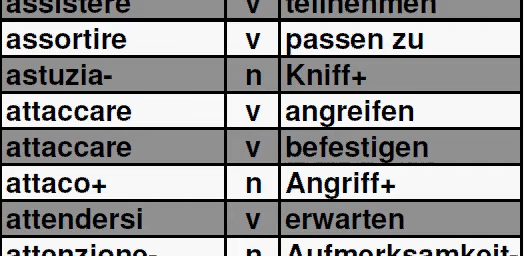 assistere v teilnehmen
assortire v passen zu
astuzia- n Kniff+
attaccare v angreifen
attaccare v befestigen
attaco+ n Angriff+
attendersi v erwarten
attenzione- n Aufmerksamkeit-